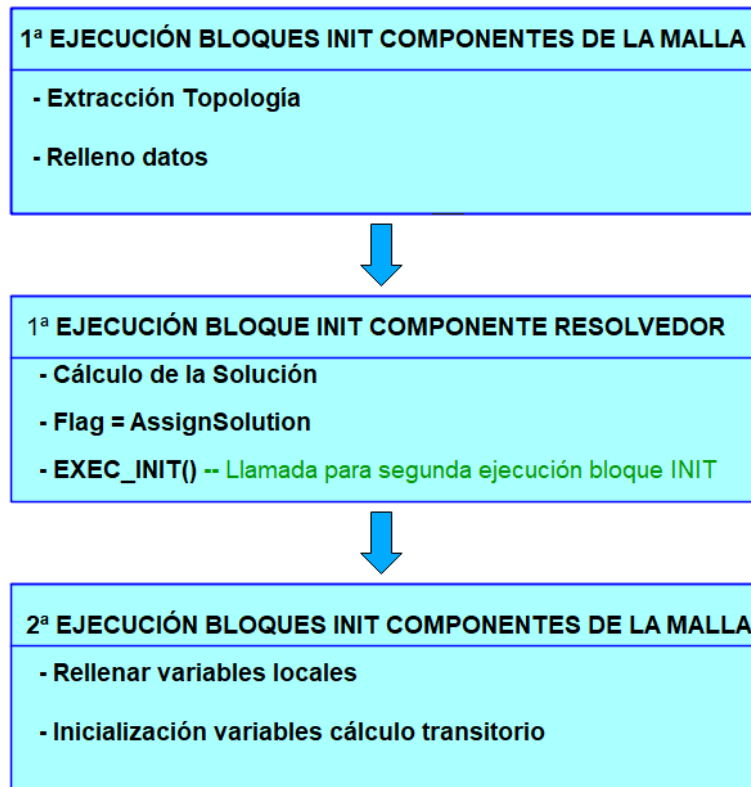 1ª EJECUCIÓN BLOQUES INIT COMPONENTES DE LA MALLA
- Extracción Topología
- Relleno datos
1ª EJECUCIÓN BLOQUE INIT COMPONENTE RESOLVEDOR
- Cálculo de la Solución
- Flag = AssignSolution
- EXEC_INIT() -- Llamada para segunda ejecución bloque INIT
2ª EJECUCIÓN BLOQUES INIT COMPONENTES DE LA MALLA
- Rellenar variables locales
- Inicialización variables cálculo transitorio